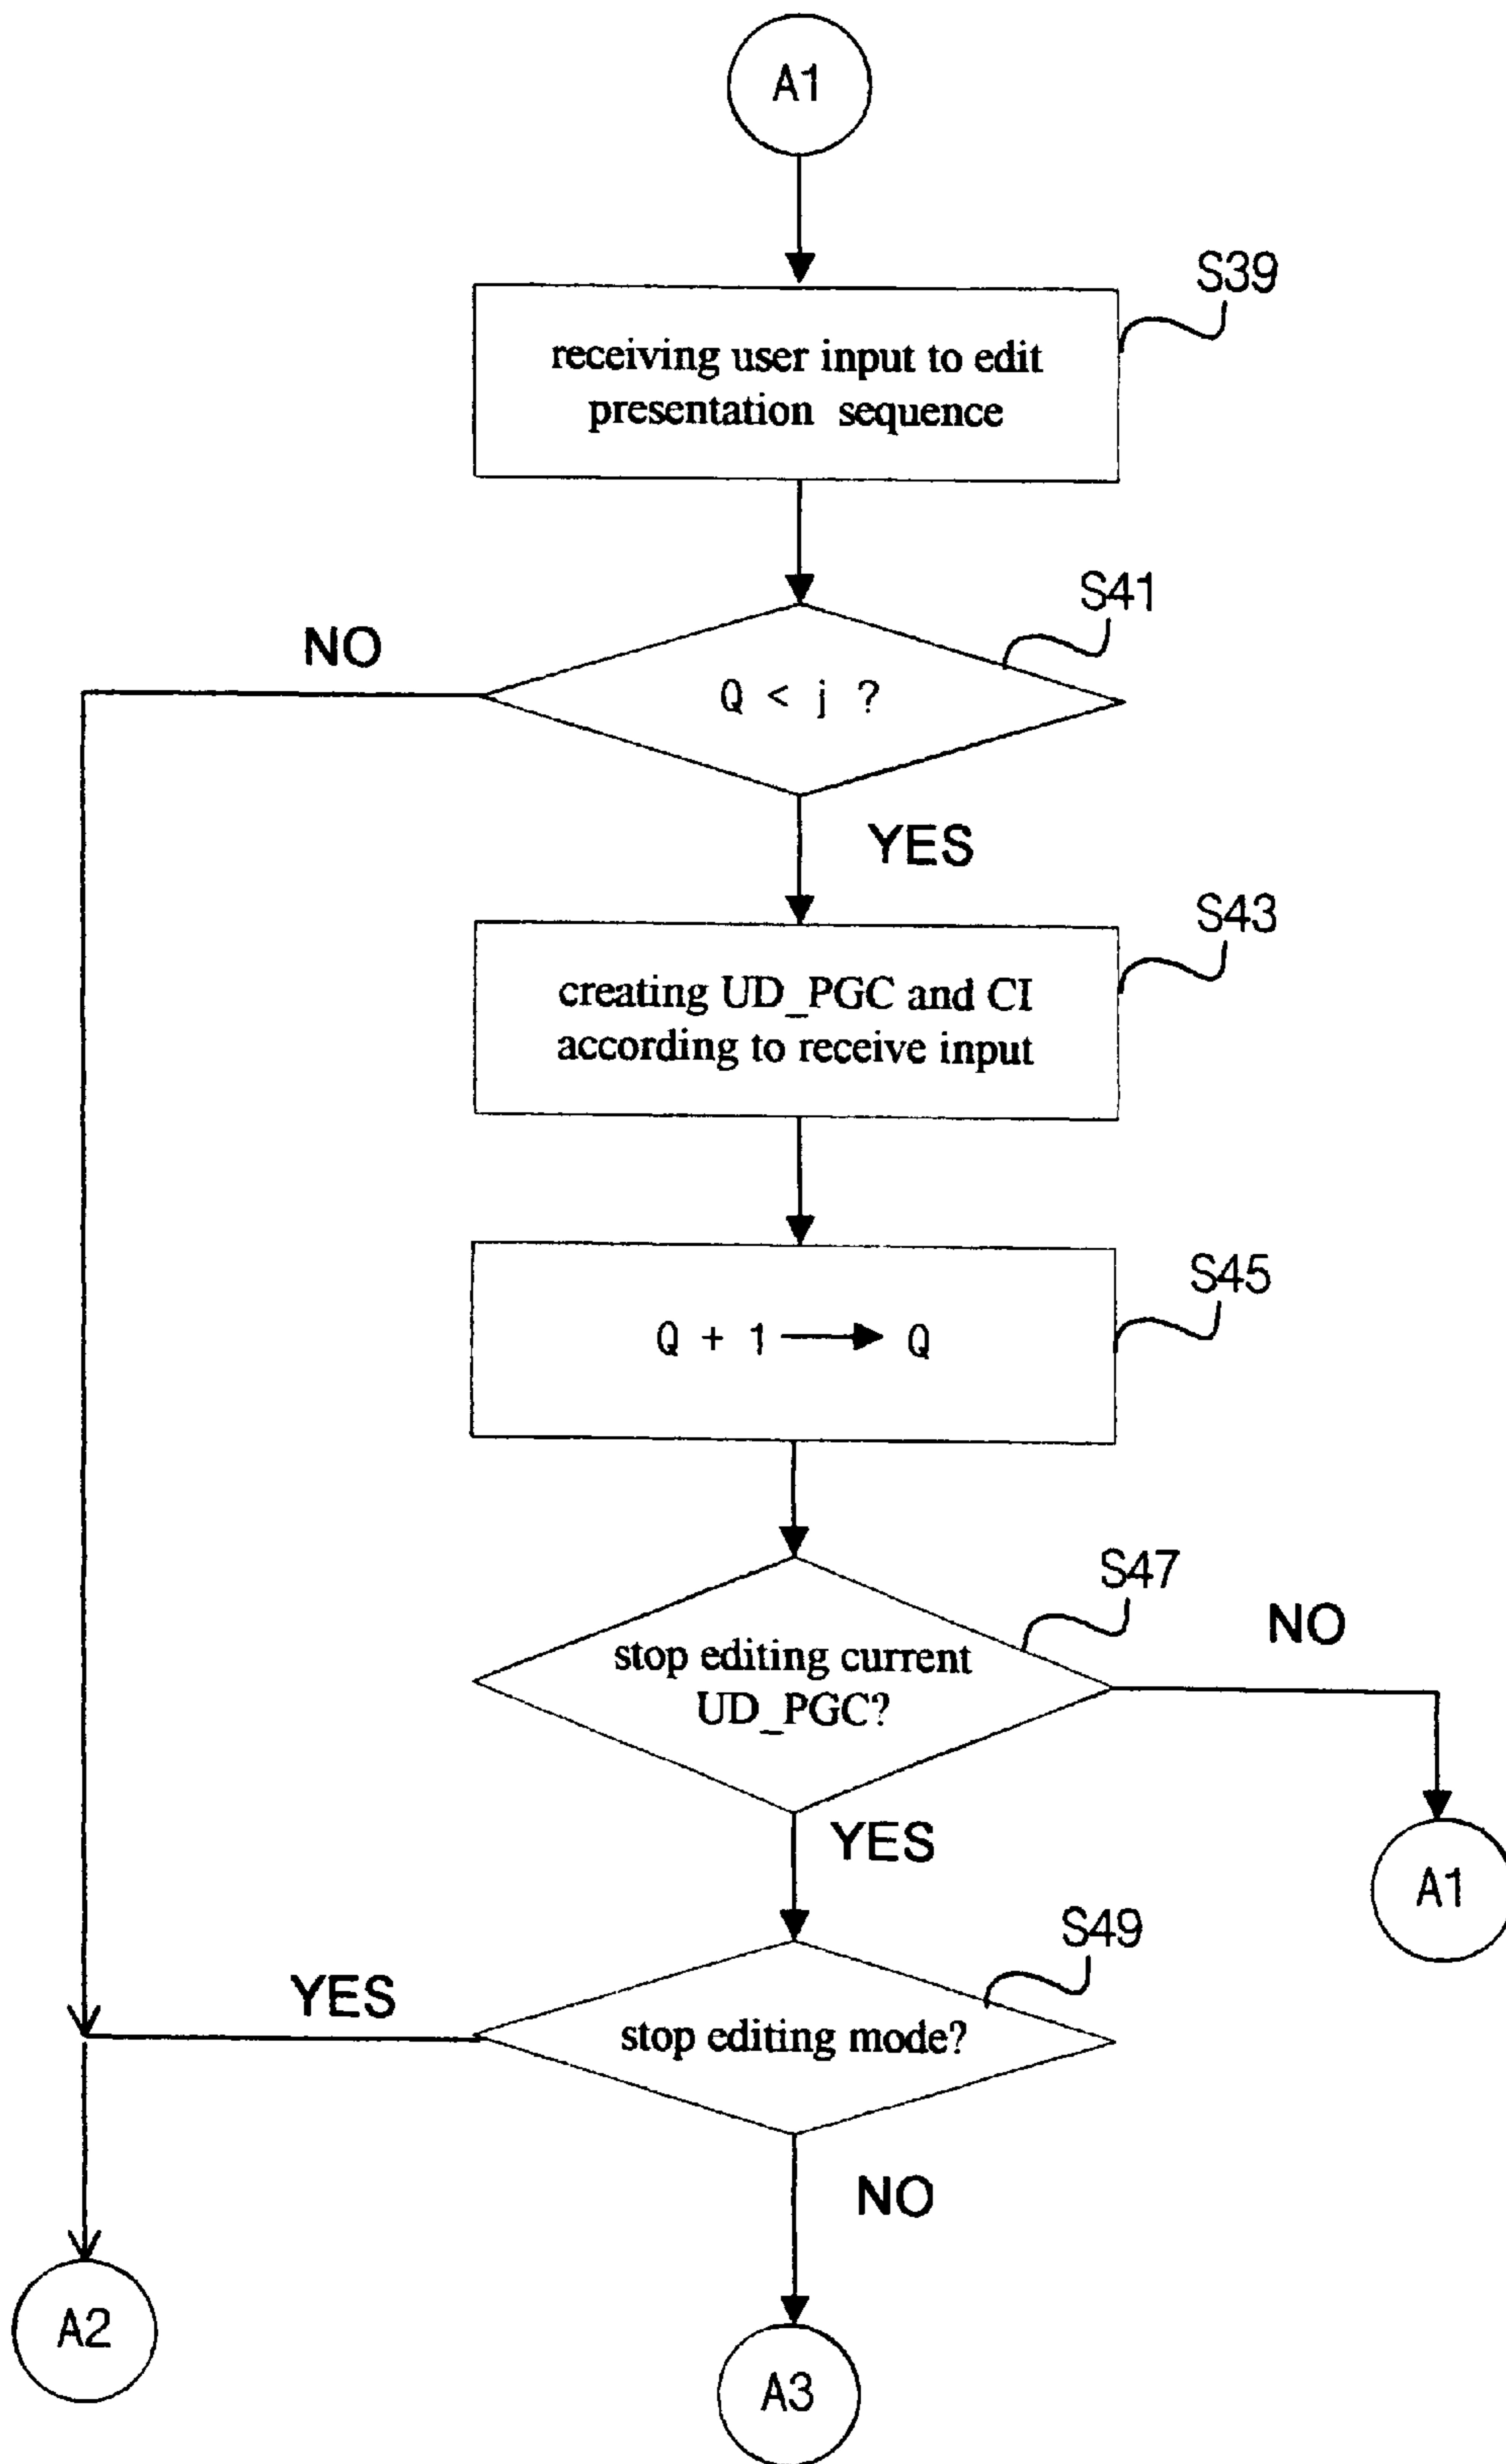 A1
S39
receiving user input to edit
presentation sequence
S41
NO
Q < j ?
YES
S43
creating UD_PGC and CI
according to receive input
S45
Q + 1 → Q
S47
NO
stop editing current
UD_PGC?
YES
A1
S49
YES
stop editing mode?
NO
A2
A3